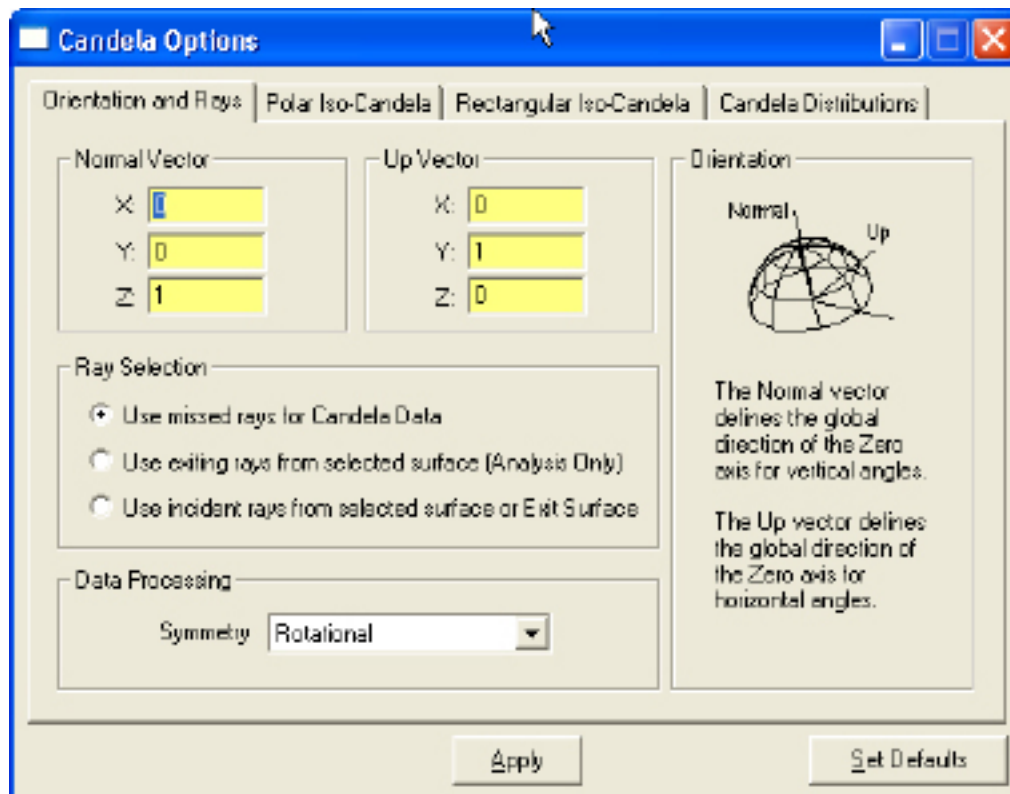 Candela Options
Orientation and Rays
Polar Iso-Candela
Rectangular Iso-Candela
Candela Distributions
Normal Vector
X: 0
Y: 0
Z: 1
Up Vector
X: 0
Y: 1
Z: 0
Ray Selection
Use missed rays for Candela Data
Use exiting rays from selected surface (Analysis Only)
Use incident rays from selected surface or Exit Surface
Data Processing
Symmetry Rotational
Orientation
Normal
Up
The Normal vector
defines the global
direction of the Zero
axis for vertical angles.
The Up vector defines
the global direction of
the Zero axis for
horizontal angles.
Apply
Set Defaults